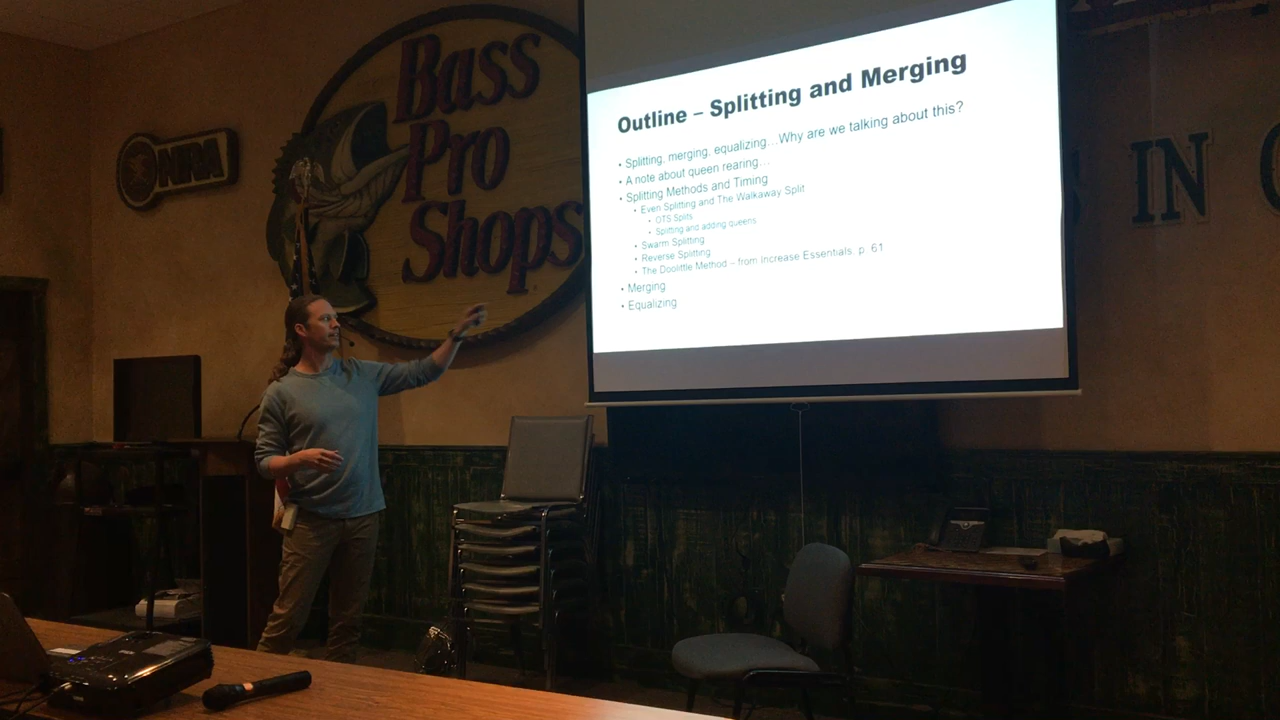 NRA
Bass
Pro
Shops
Outline – Splitting and Merging
• Splitting, merging, equalizing…Why are we talking about this?
• A note about queen rearing…
• Splitting Methods and Timing
• Even Splitting and The Walkaway Split
• OTS Splits
• Splitting and adding queens
• Swarm Splitting
• Reverse Splitting
• The Doolittle Method – from Increase Essentials. p. 61
• Merging
• Equalizing
IN